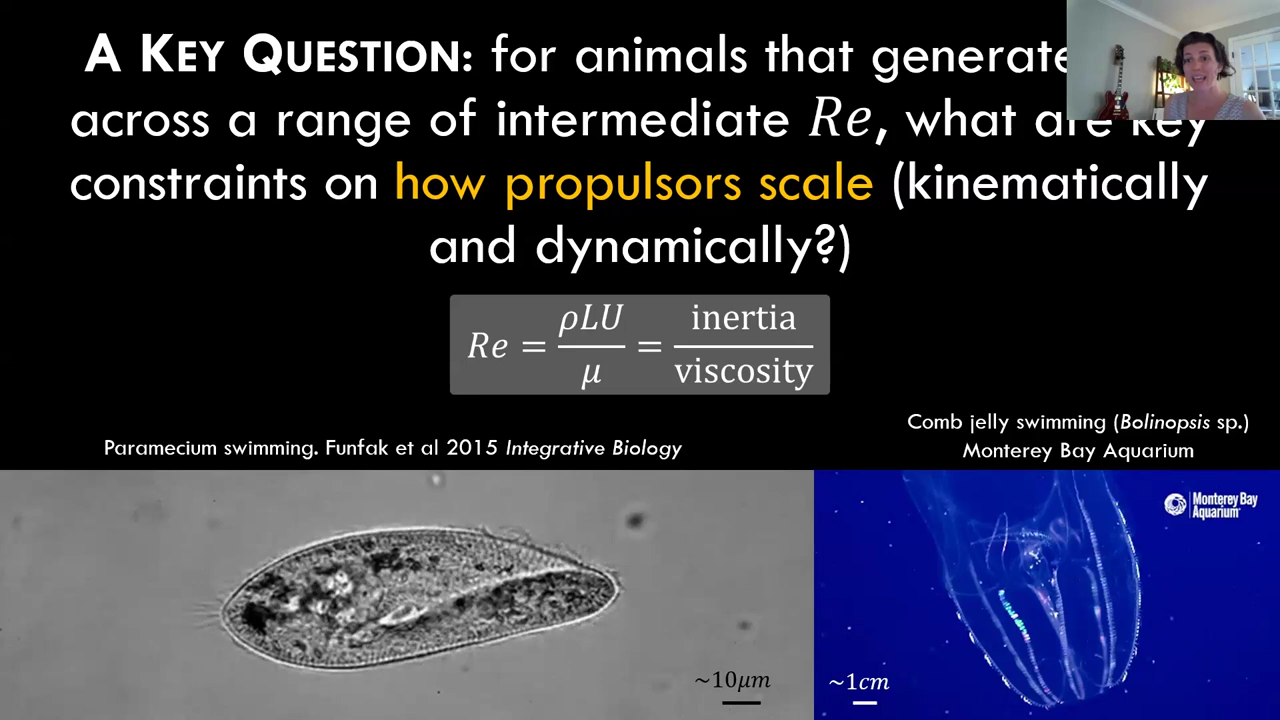 A KEY QUESTION: for animals that generate
across a range of intermediate Re, what are key
constraints on how propulsors scale (kinematically
and dynamically?)
Re = ρLU / μ = inertia / viscosity
Paramecium swimming. Funfak et al 2015 Integrative Biology
Comb jelly swimming (Bolinopsis sp.)
Monterey Bay Aquarium
Monterey Bay
Aquarium
~10μm
~1cm